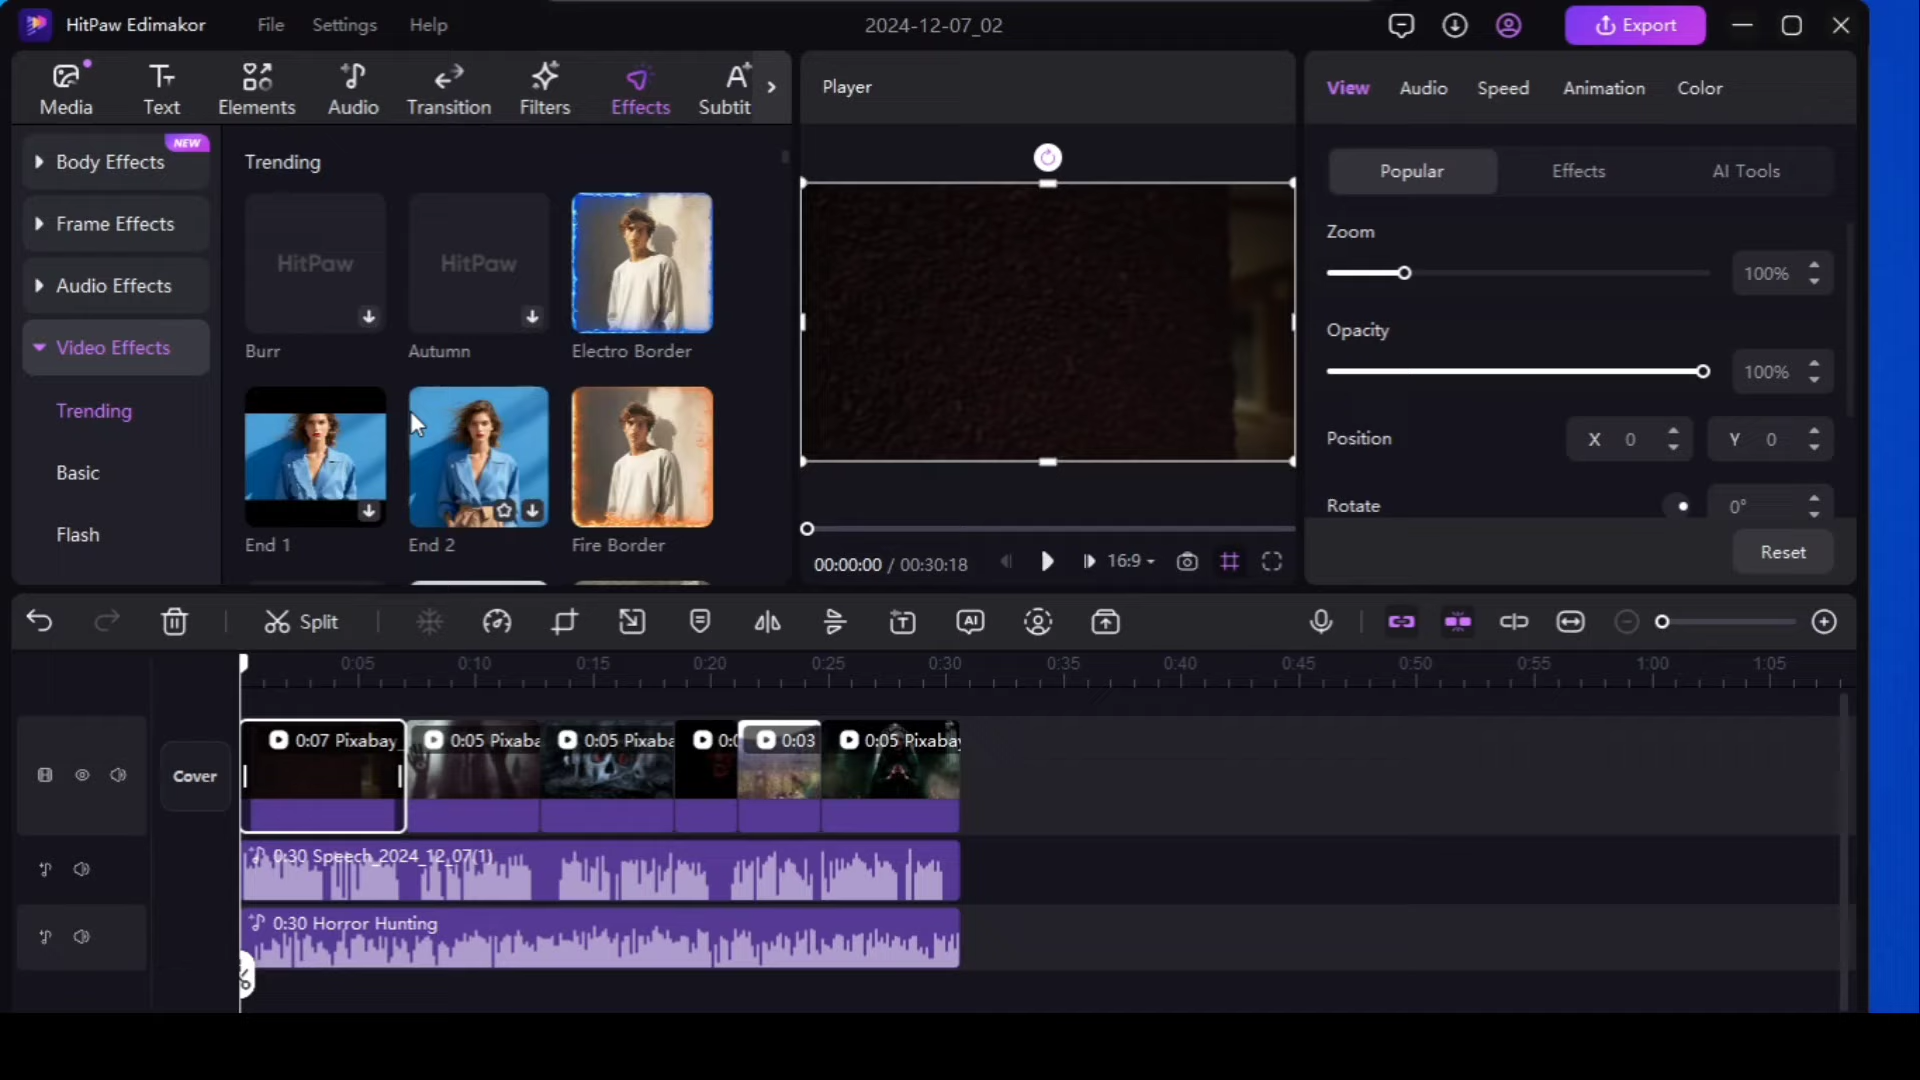 HitPaw Edimakor
File
Settings
Help
2024-12-07_02
Export
Media
Text
Elements
Audio
Transition
Filters
Effects
Subtit
Player
View
Audio
Speed
Animation
Color
NEW
Body Effects
Frame Effects
Audio Effects
Video Effects
Trending
Basic
Flash
Trending
HitPaw
HitPaw
Burr
Autumn
Electro Border
End 1
End 2
Fire Border
00:00:00 / 00:30:18
16:9
Popular
Effects
AI Tools
Zoom
100%
Opacity
100%
Position
X 0
Y 0
Rotate
0°
Reset
Split
AI
0:05
0:10
0:15
0:20
0:25
0:30
0:35
0:40
0:45
0:50
0:55
1:00
1:05
Cover
0:07 Pixabay_
0:05 Pixaba
0:05 Pixaba
0:0
0:03
0:05 Pixabay
0:30 Speech_2024_12_07(1)
0:30 Horror Hunting